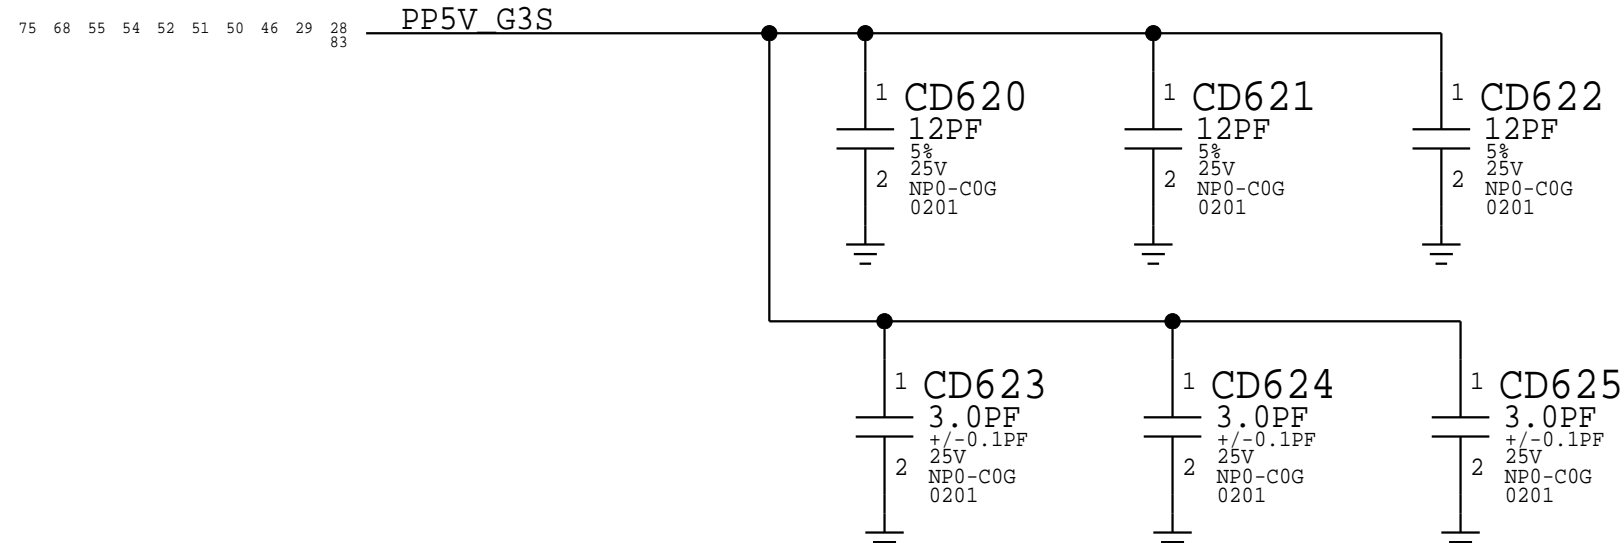 75 68 55 54 52 51 50 46 29 28
83
PP5V_G3S
1 CD620
12PF
5%
25V
2
NP0-C0G
0201
1 CD621
12PF
5%
25V
2
NP0-C0G
0201
1 CD622
12PF
5%
25V
2
NP0-C0G
0201
1 CD623
3.0PF
+/-0.1PF
25V
2
NP0-C0G
0201
1 CD624
3.0PF
+/-0.1PF
25V
2
NP0-C0G
0201
1 CD625
3.0PF
+/-0.1PF
25V
2
NP0-C0G
0201